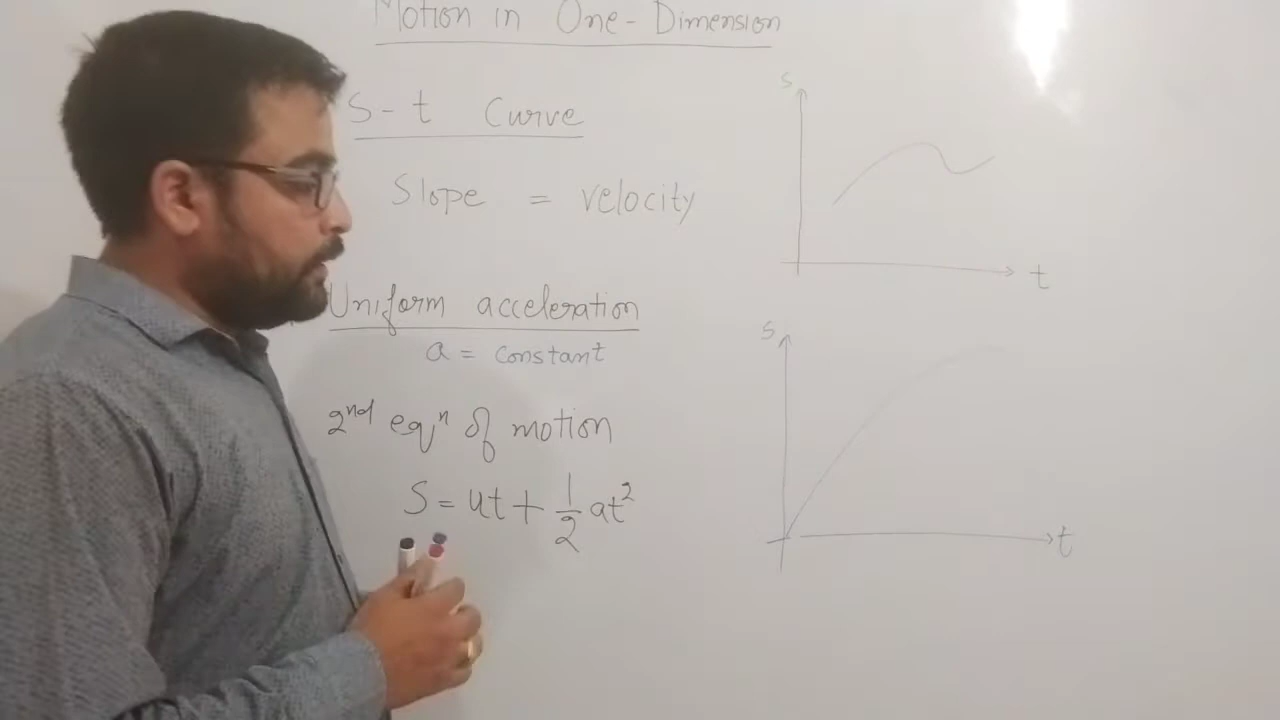 Motion in One-Dimension
S-t Curve
Slope = velocity
Uniform acceleration
a = constant
2nd eqn of motion
S = ut + 1/2 at²
s
t
s
t